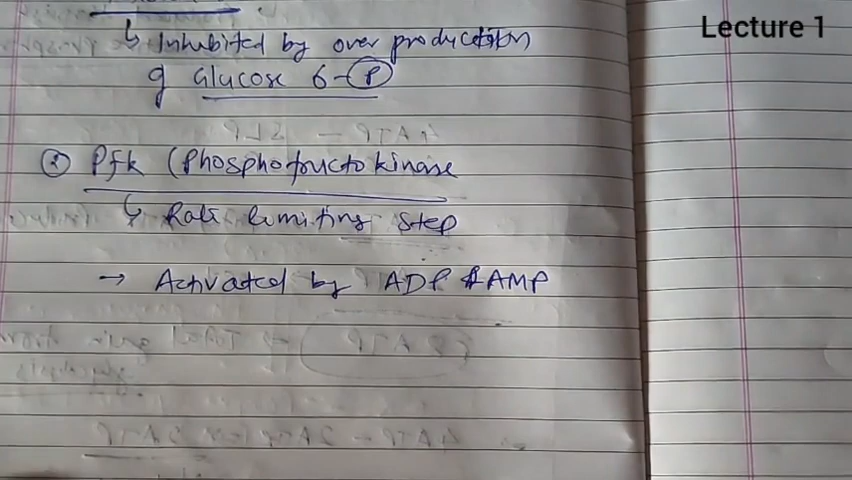 Lecture 1
↳ Inhibited by over production
of Glucose 6-(P)
② Pfk (Phosphofructokinase
↳ Rate limiting step
→ Activated by ADP & AMP